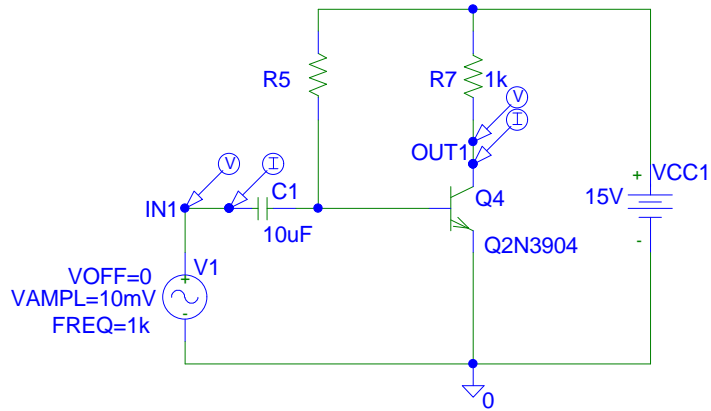 R5
R7
1k
V
I
OUT1
V
I
C1
IN1
10uF
Q4
Q2N3904
+
VCC1
15V
-
VOFF=0
VAMPL=10mV
FREQ=1k
V1
+
-
0